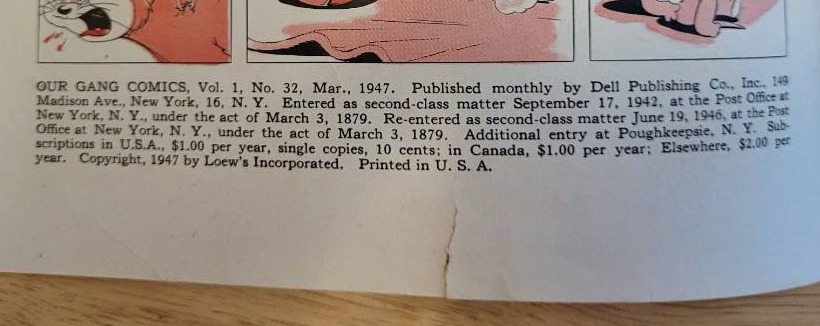 OUR GANG COMICS, Vol. 1, No. 32, Mar., 1947. Published monthly by Dell Publishing Co., Inc., 149
Madison Ave., New York, 16, N. Y. Entered as second-class matter September 17, 1942, at the Post Office at
New York, N. Y., under the act of March 3, 1879. Re-entered as second-class matter June 19, 1946, at the Post
Office at New York, N. Y., under the act of March 3, 1879. Additional entry at Poughkeepsie, N. Y. Sub-
scriptions in U.S.A., $1.00 per year, single copies, 10 cents; in Canada, $1.00 per year; Elsewhere, $2.00 per
year. Copyright, 1947 by Loew's Incorporated. Printed in U. S. A.